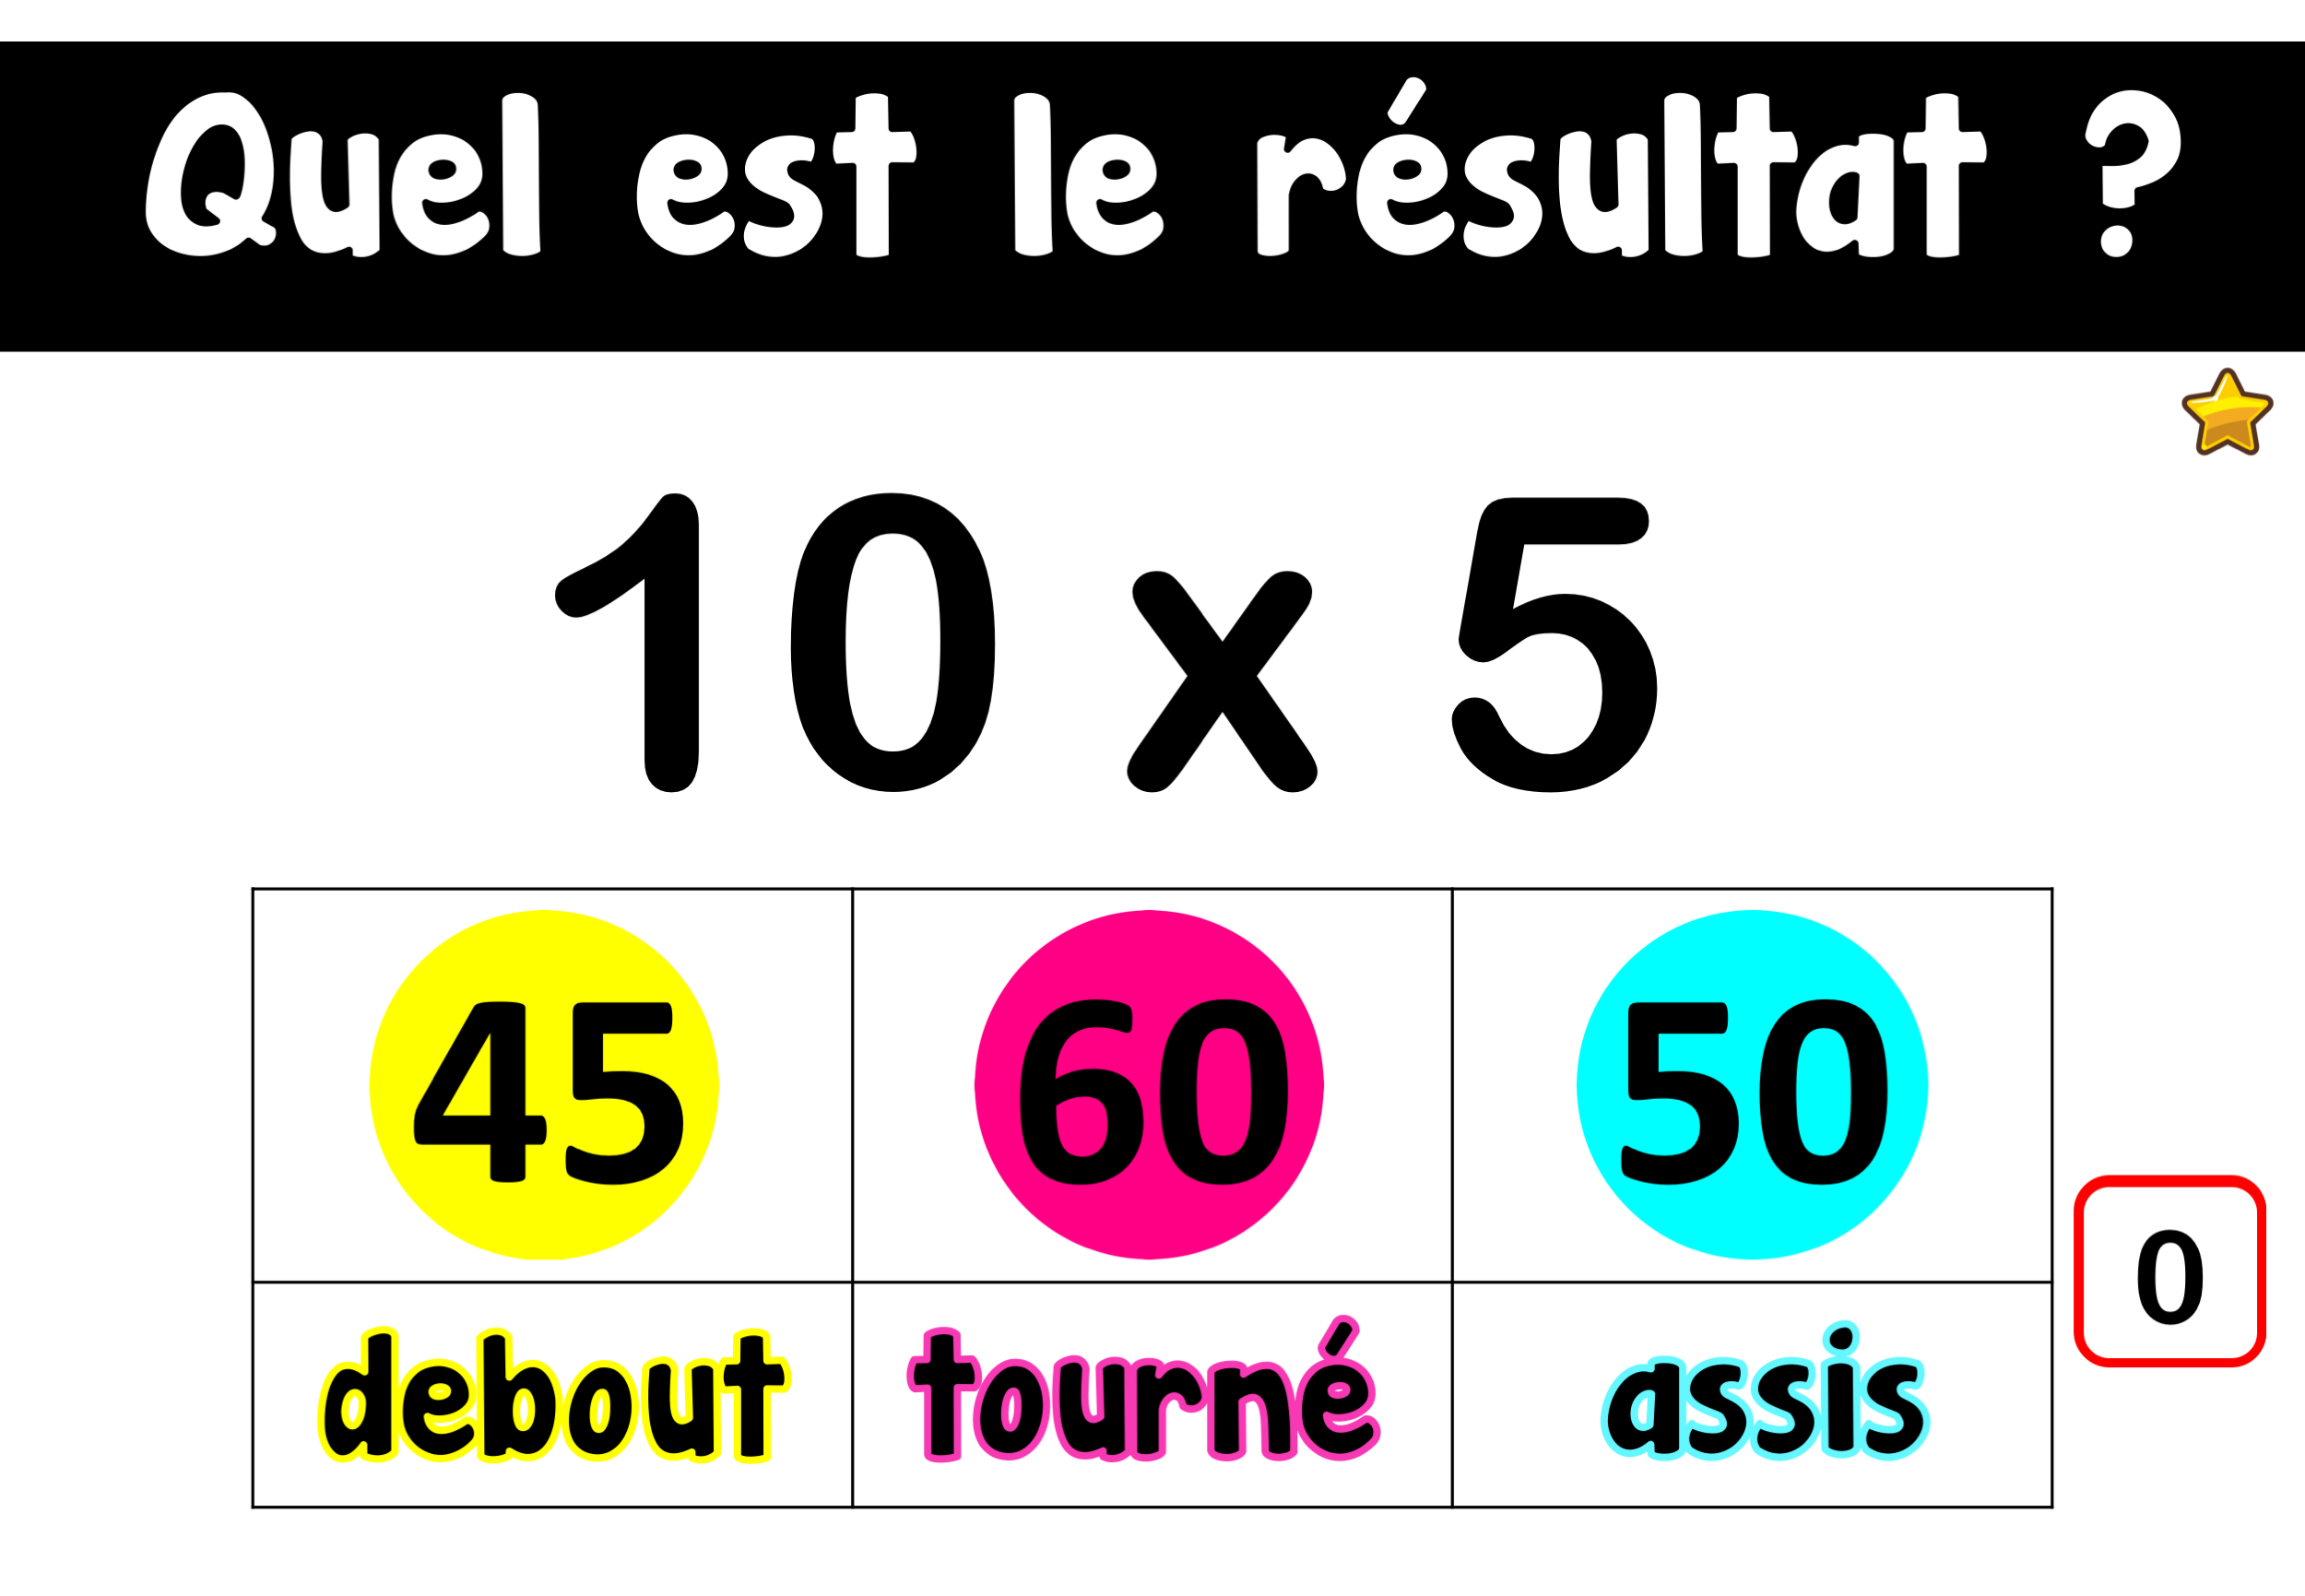 Quel est le résultat ?
10 x 5
45 60 50
0
debout tourné assis